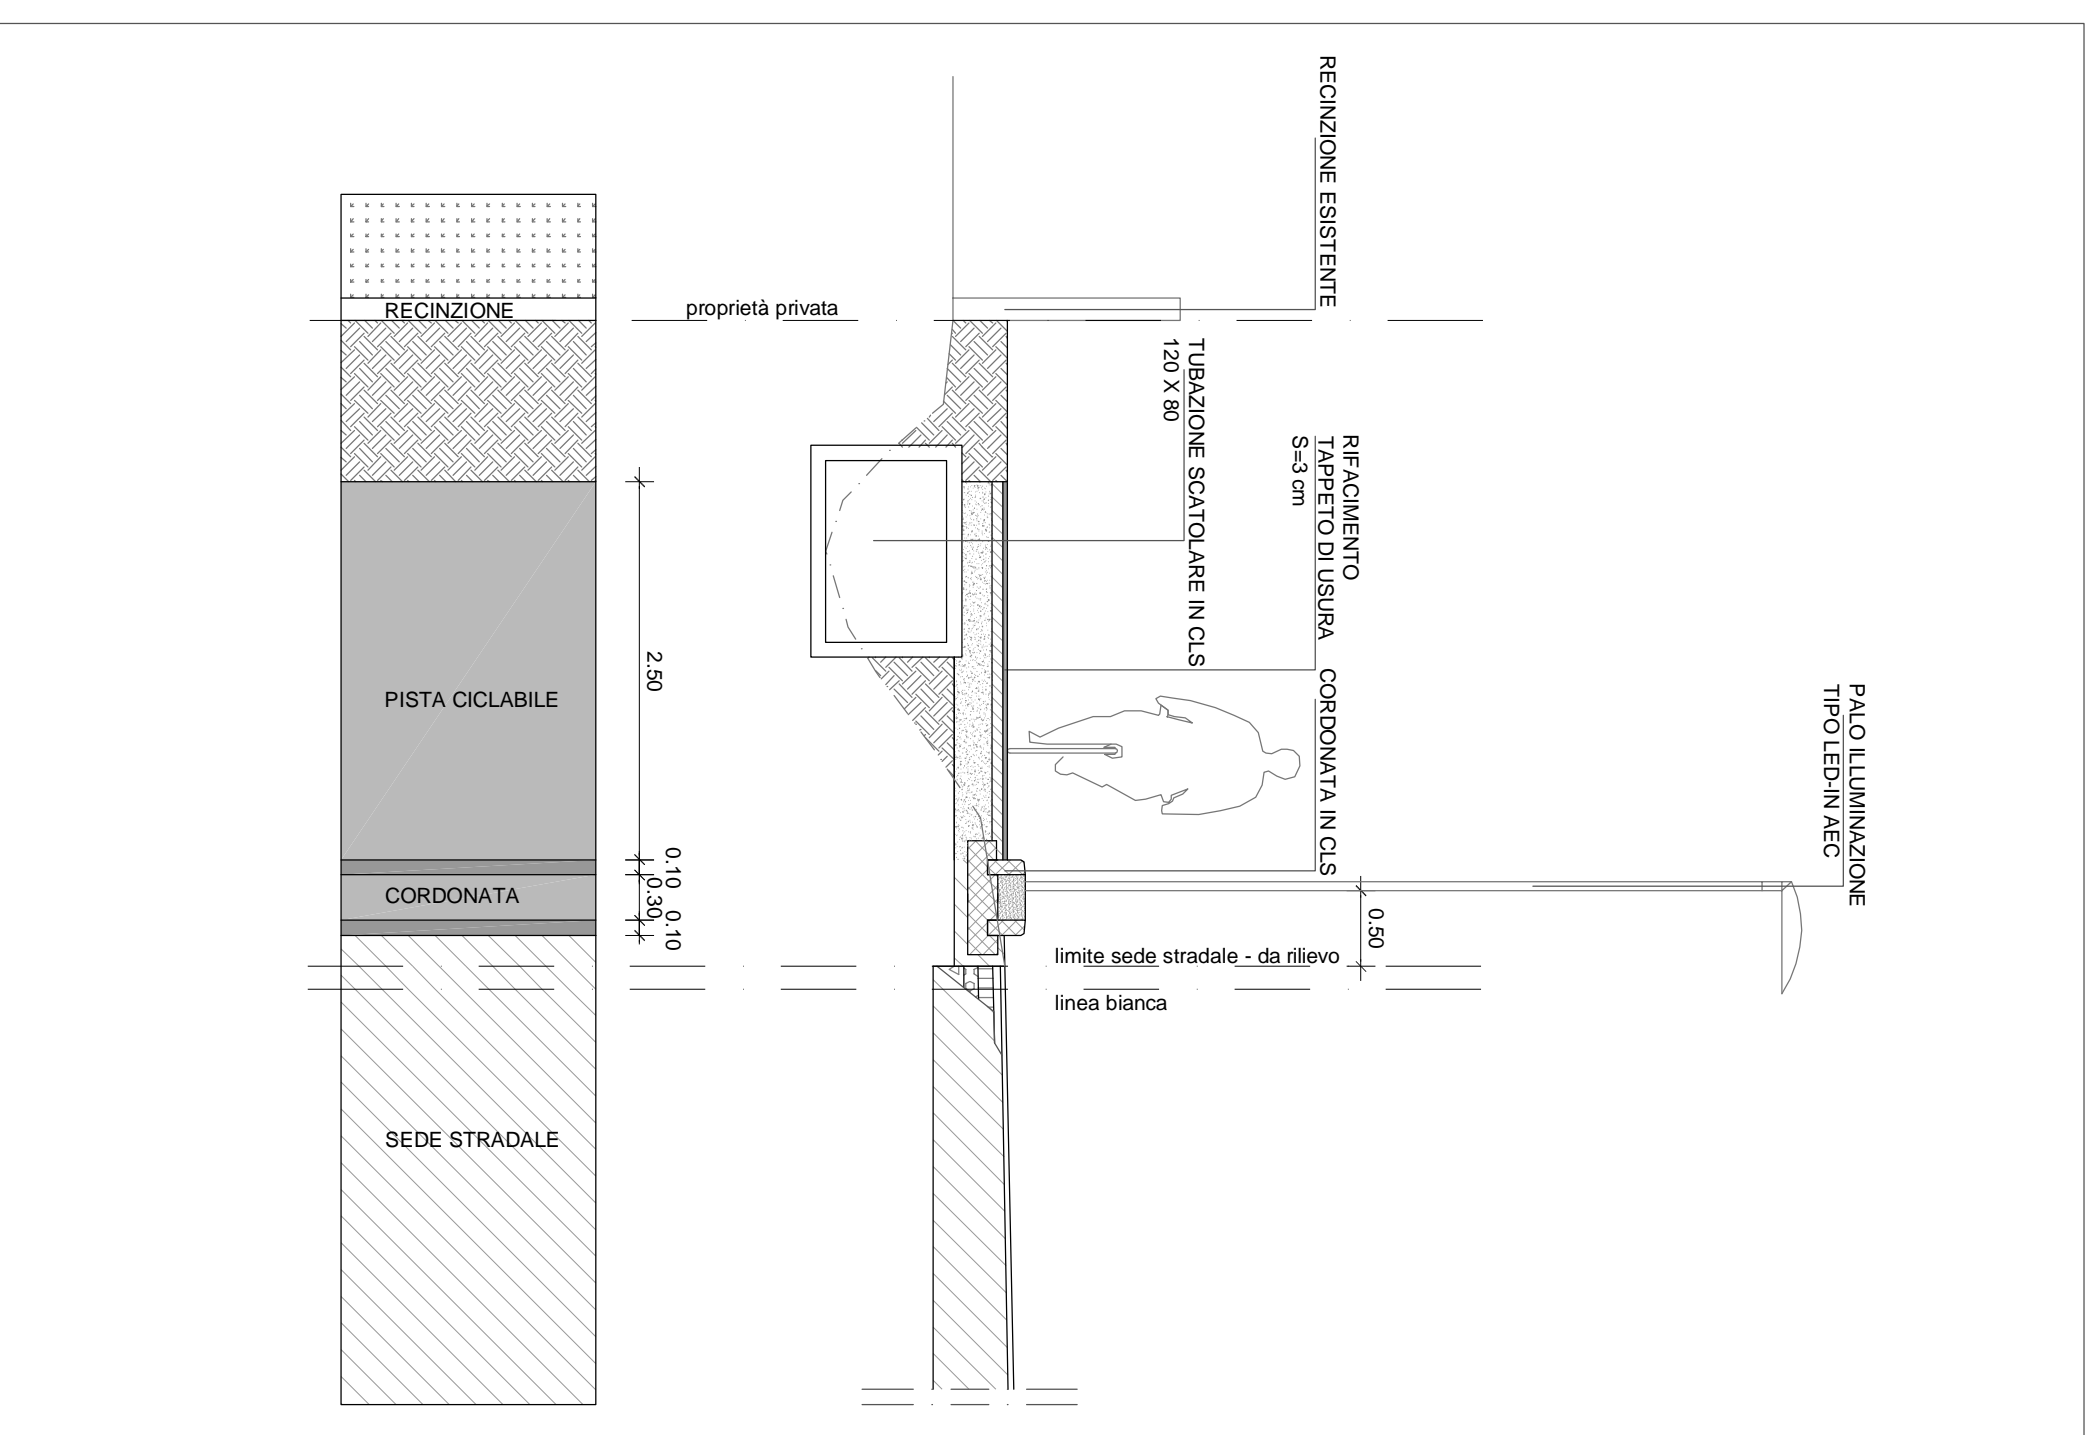 RECINZIONE
PISTA CICLABILE
CORDONATA
SEDE STRADALE
2.50
0.10
0.30
0.10
proprietà privata
RECINZIONE ESISTENTE
TUBAZIONE SCATOLARE IN CLS
120 X 80
RIFACIMENTO
TAPPETO DI USURA
S=3 cm
CORDONATA IN CLS
PALO ILLUMINAZIONE
TIPO LED-IN AEC
0.50
limite sede stradale - da rilievo
linea bianca